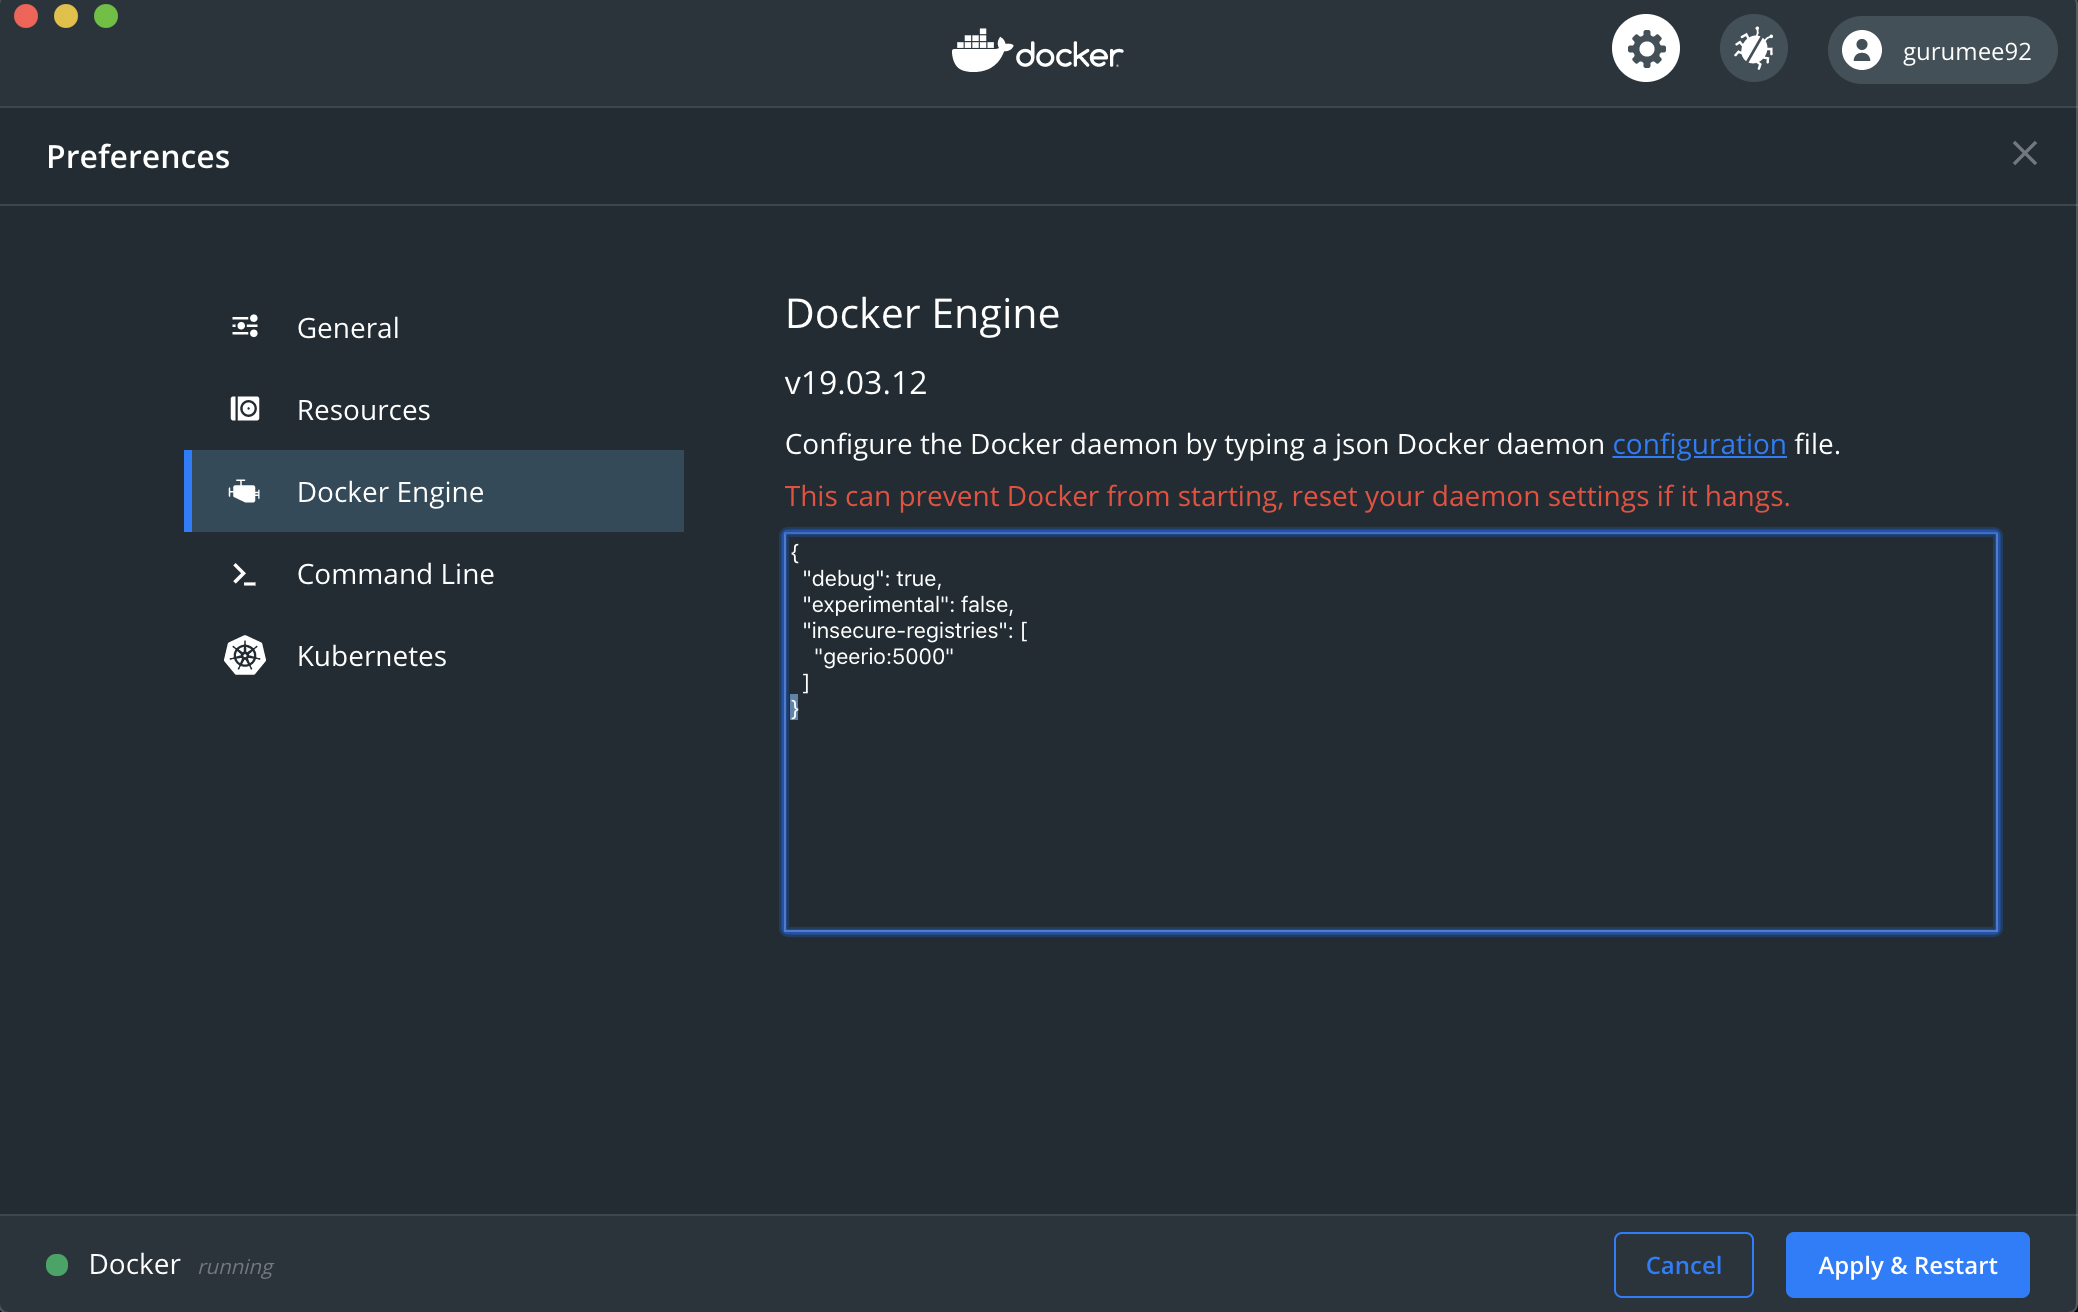 docker
gurumee92
Preferences
General
Resources
Docker Engine
Command Line
Kubernetes
Docker Engine
v19.03.12
Configure the Docker daemon by typing a json Docker daemon configuration file.
This can prevent Docker from starting, reset your daemon settings if it hangs.
{
  "debug": true,
  "experimental": false,
  "insecure-registries": [
    "geerio:5000"
  ]
}
Docker running
Cancel
Apply & Restart